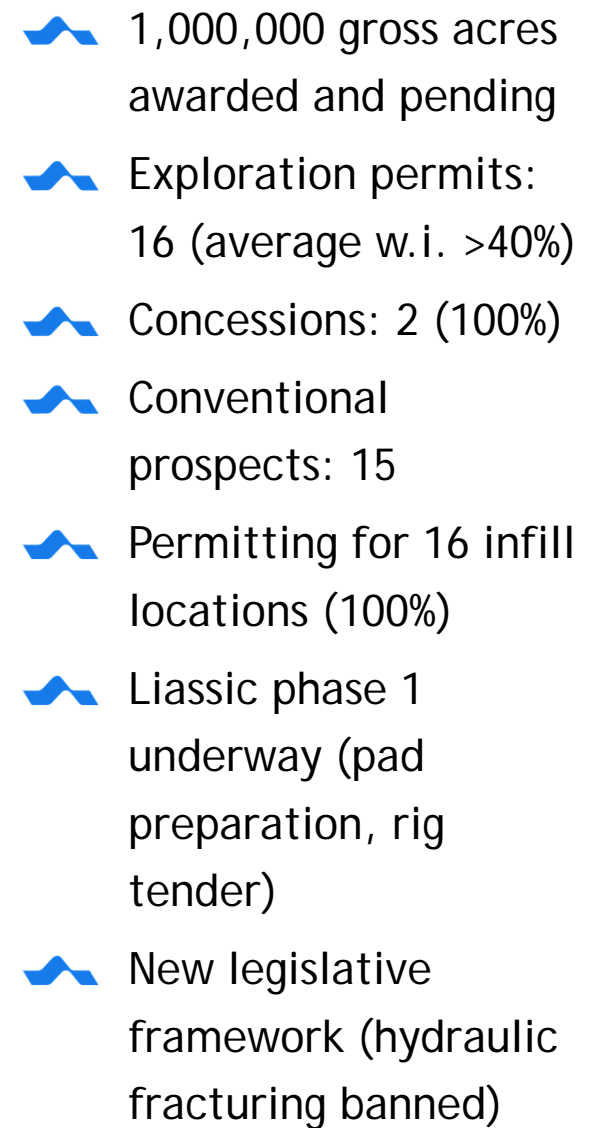 1,000,000 gross acres
awarded and pending
Exploration permits:
16 (average w.i. >40%)
Concessions: 2 (100%)
Conventional
prospects: 15
Permitting for 16 infill
locations (100%)
Liassic phase 1
underway (pad
preparation, rig
tender)
New legislative
framework (hydraulic
fracturing banned)